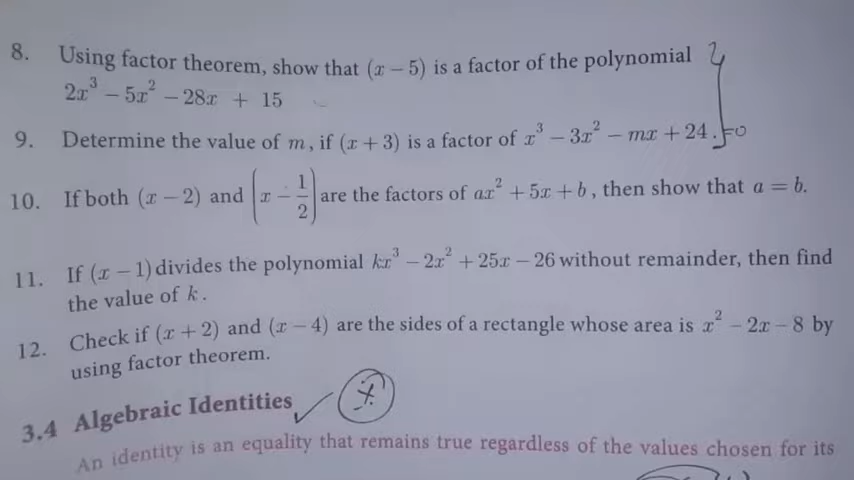 8. Using factor theorem, show that (x − 5) is a factor of the polynomial
2x³ − 5x² − 28x + 15
9. Determine the value of m, if (x + 3) is a factor of x³ − 3x² − mx + 24.
=0
10. If both (x − 2) and (x − 1/2) are the factors of ax² + 5x + b, then show that a = b.
11. If (x − 1) divides the polynomial kx³ − 2x² + 25x − 26 without remainder, then find
the value of k.
12. Check if (x + 2) and (x − 4) are the sides of a rectangle whose area is x² − 2x − 8 by
using factor theorem.
3.4 Algebraic Identities
An identity is an equality that remains true regardless of the values chosen for its